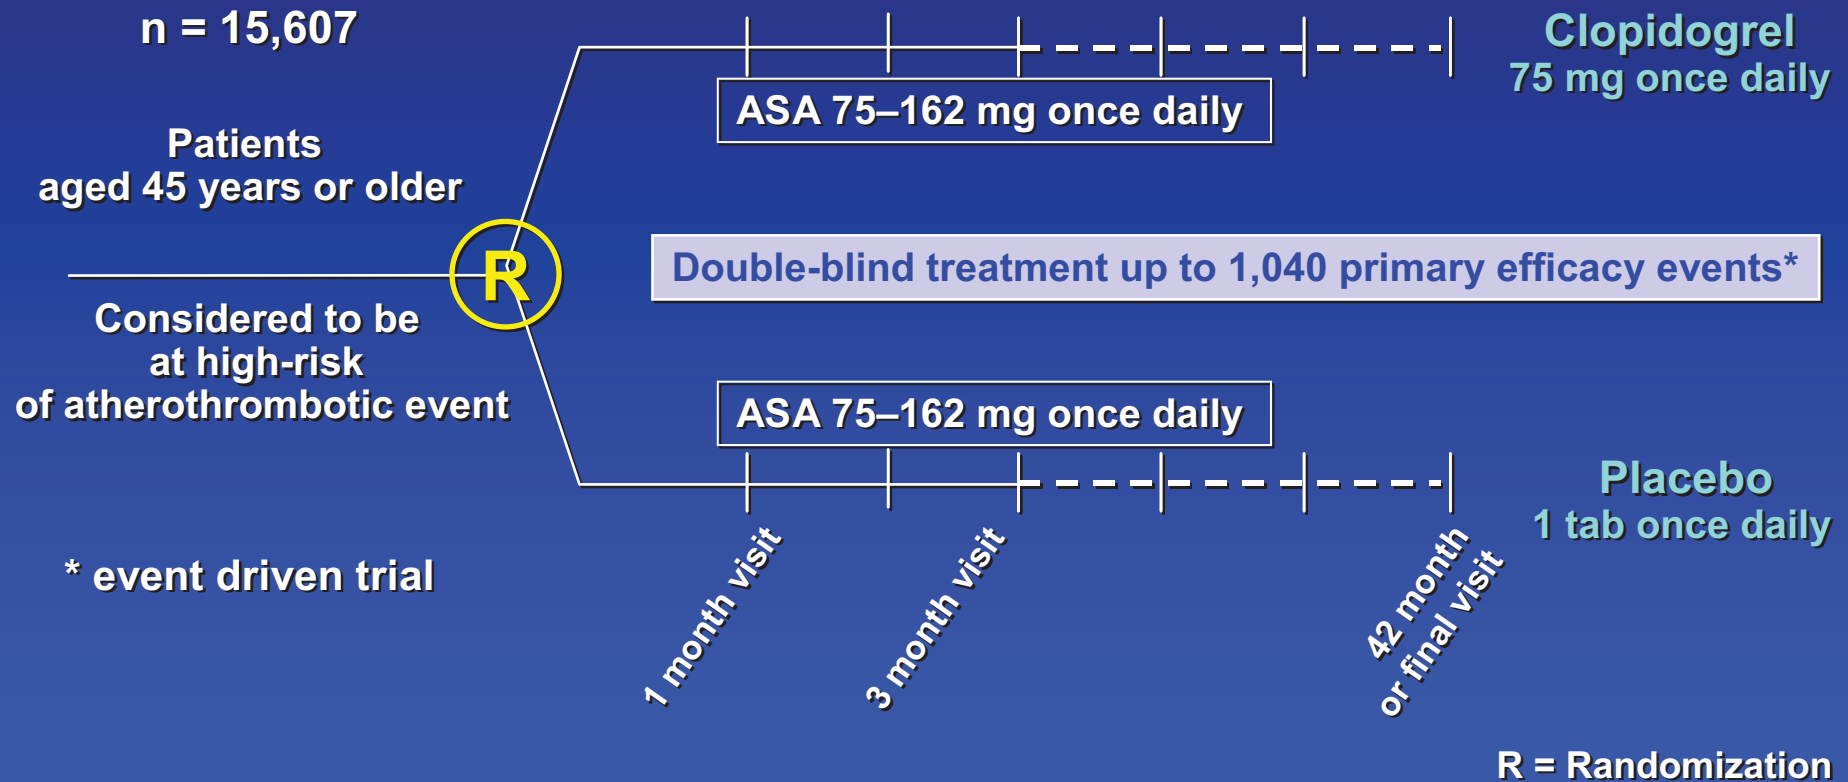 n = 15,607
Patients
aged 45 years or older
Considered to be
at high-risk
of atherothrombotic event
* event driven trial
R
ASA 75–162 mg once daily
Clopidogrel
75 mg once daily
Double-blind treatment up to 1,040 primary efficacy events*
ASA 75–162 mg once daily
Placebo
1 tab once daily
1 month visit
3 month visit
42 month
or final visit
R = Randomization